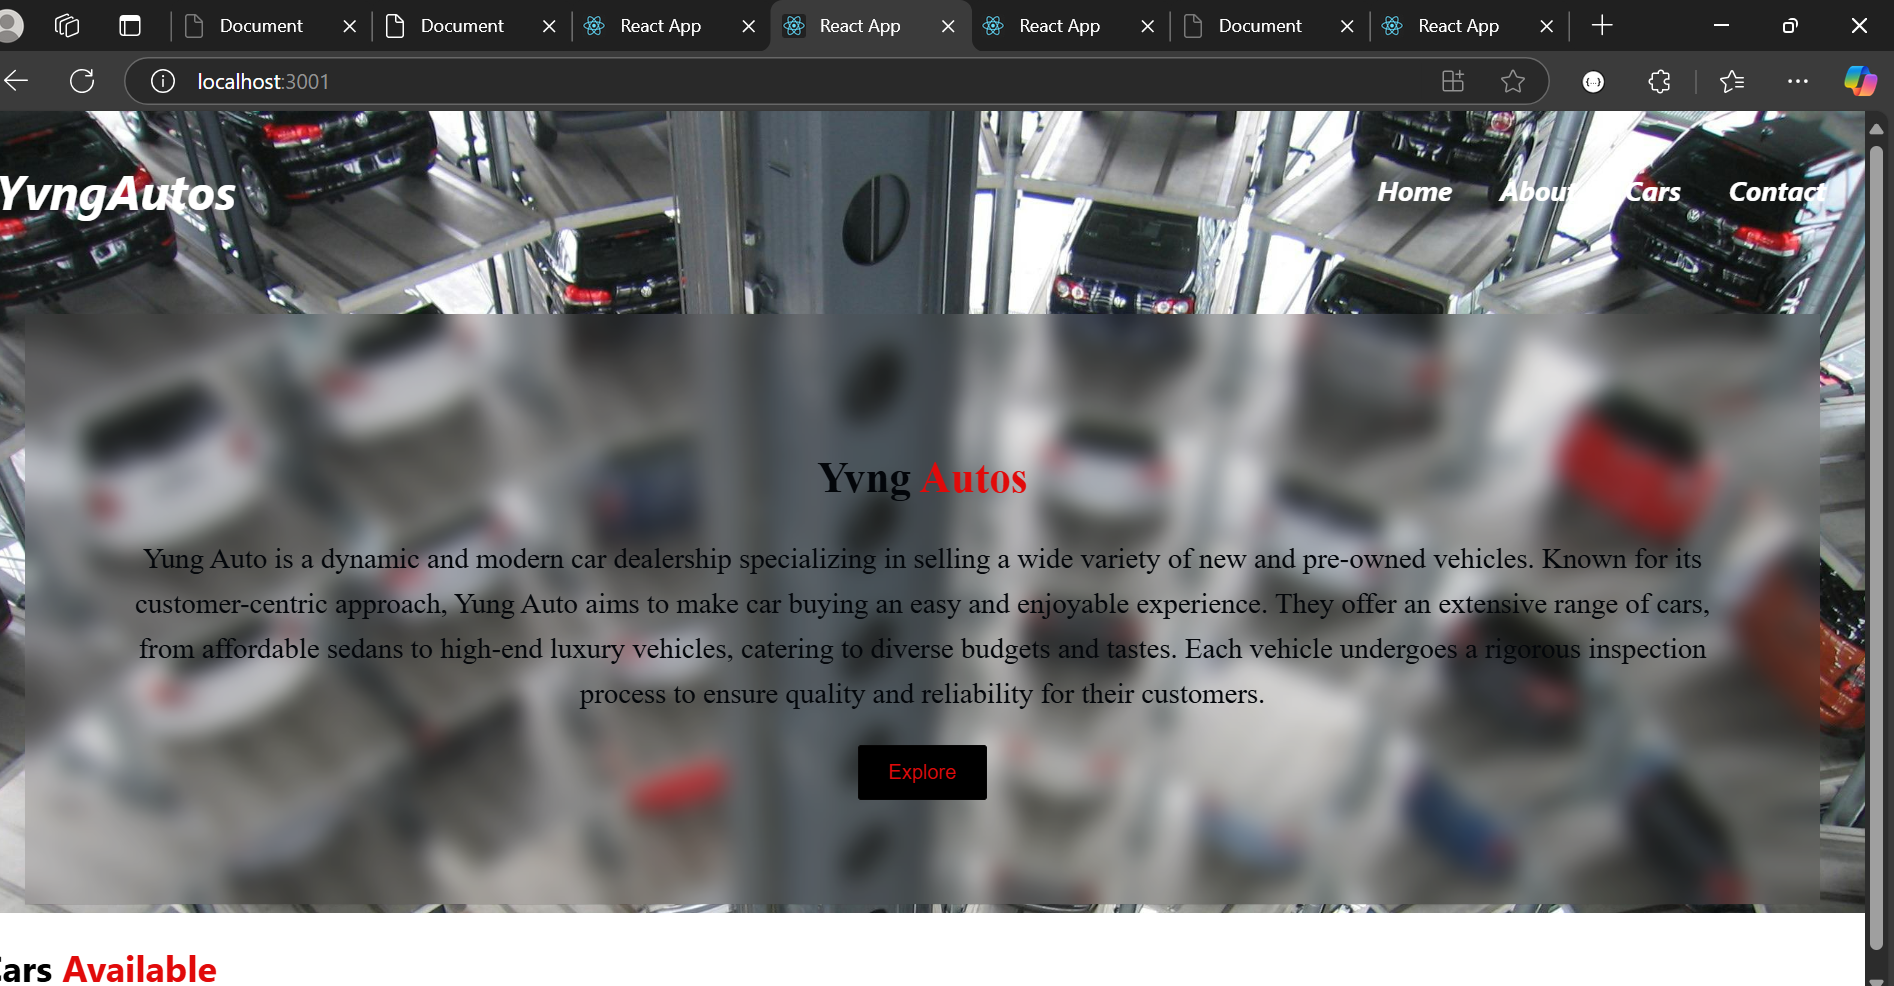 Document
Document
React App
React App
React App
Document
React App
localhost:3001
YvngAutos
Home About Cars Contact
Yvng Autos
Yung Auto is a dynamic and modern car dealership specializing in selling a wide variety of new and pre-owned vehicles. Known for its
customer-centric approach, Yung Auto aims to make car buying an easy and enjoyable experience. They offer an extensive range of cars,
from affordable sedans to high-end luxury vehicles, catering to diverse budgets and tastes. Each vehicle undergoes a rigorous inspection
process to ensure quality and reliability for their customers.
Explore
Cars Available